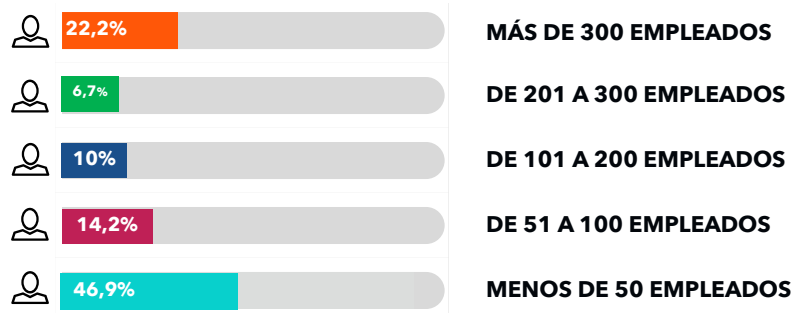 22,2% MÁS DE 300 EMPLEADOS
6,7% DE 201 A 300 EMPLEADOS
10% DE 101 A 200 EMPLEADOS
14,2% DE 51 A 100 EMPLEADOS
46,9% MENOS DE 50 EMPLEADOS